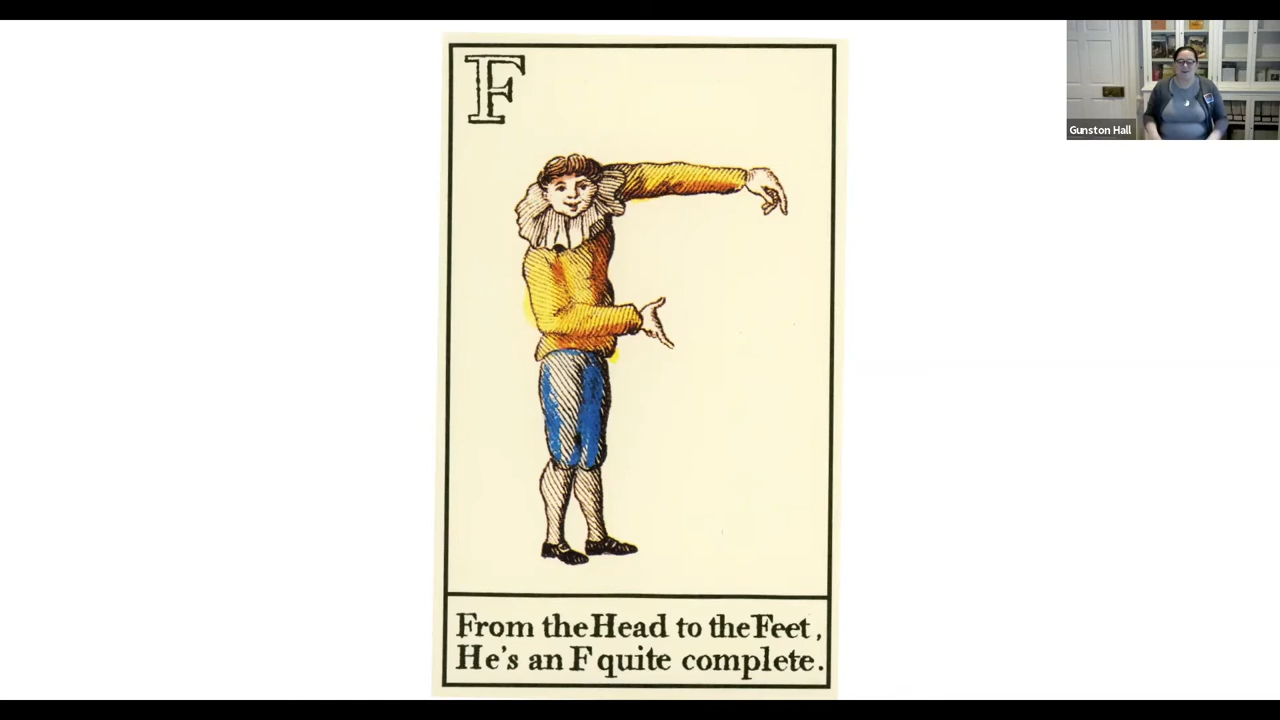 F
From the Head to the Feet,
He's an F quite complete.
Gunston Hall